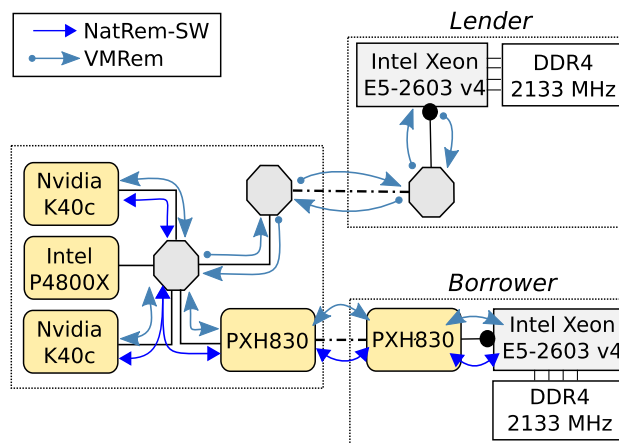 NatRem-SW
VMRem
Lender
Intel Xeon
E5-2603 v4
DDR4
2133 MHz
Nvidia
K40c
Intel
P4800X
Nvidia
K40c
PXH830
Borrower
PXH830
Intel Xeon
E5-2603 v4
DDR4
2133 MHz